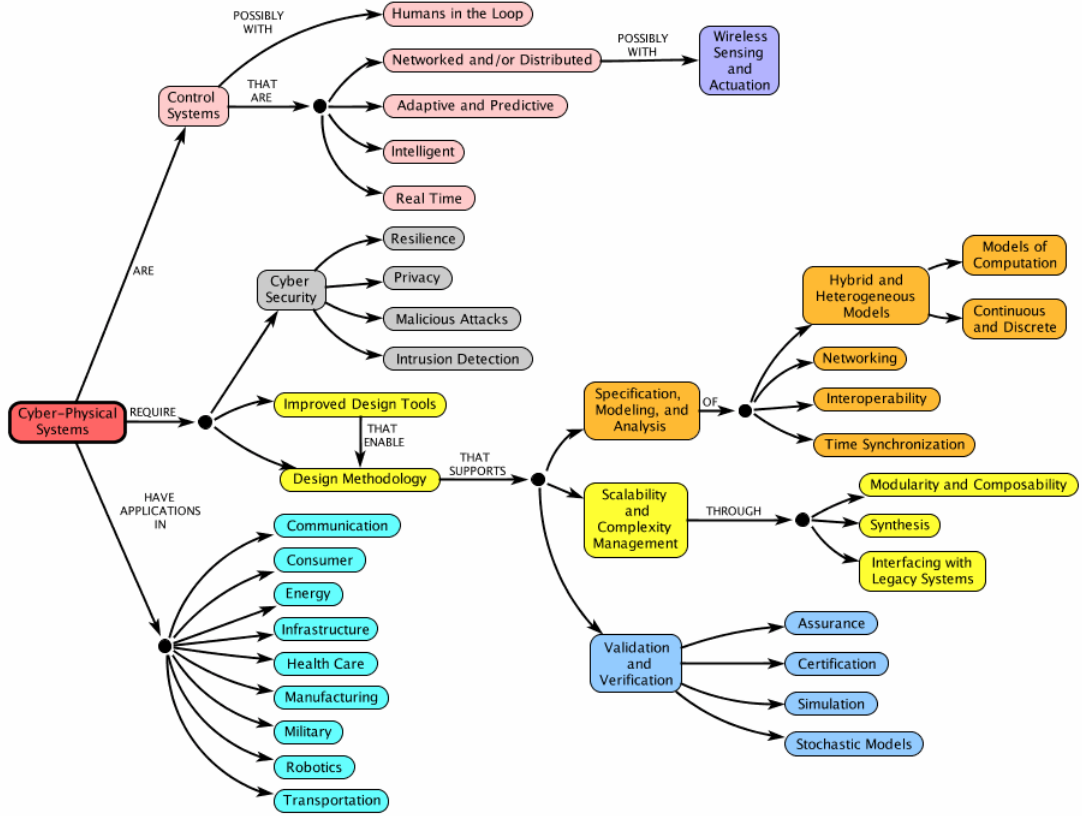 POSSIBLY
WITH
Humans in the Loop
Control
Systems
THAT
ARE
Networked and/or Distributed
POSSIBLY
WITH
Wireless
Sensing
and
Actuation
Adaptive and Predictive
Intelligent
Real Time
ARE
Cyber-Physical
Systems
REQUIRE
Cyber
Security
Resilience
Privacy
Malicious Attacks
Intrusion Detection
Improved Design Tools
THAT
ENABLE
Design Methodology
THAT
SUPPORTS
Specification,
Modeling, and
Analysis
OF
Hybrid and
Heterogeneous
Models
Models of
Computation
Continuous
and Discrete
Networking
Interoperability
Time Synchronization
Scalability
and
Complexity
Management
THROUGH
Modularity and Composability
Synthesis
Interfacing with
Legacy Systems
Validation
and
Verification
Assurance
Certification
Simulation
Stochastic Models
HAVE
APPLICATIONS
IN
Communication
Consumer
Energy
Infrastructure
Health Care
Manufacturing
Military
Robotics
Transportation